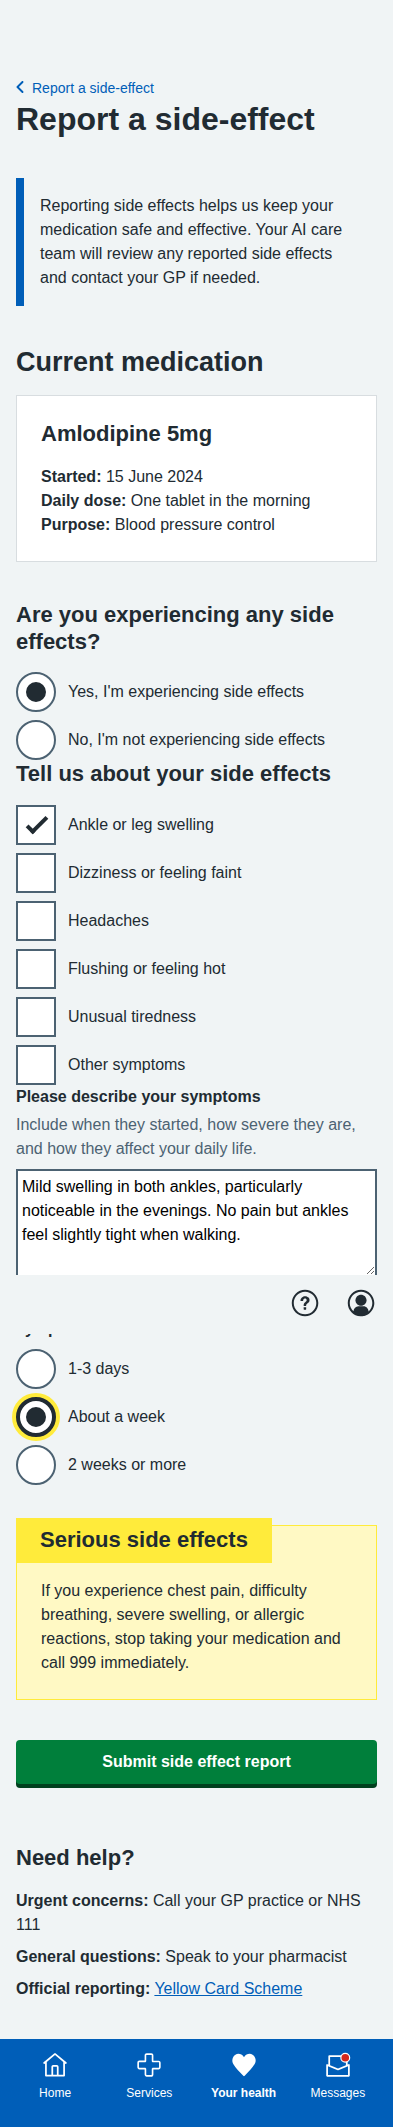 Report a side-effect
Report a side-effect
Reporting side effects helps us keep your
medication safe and effective. Your AI care
team will review any reported side effects
and contact your GP if needed.
Current medication
Amlodipine 5mg
Started: 15 June 2024
Daily dose: One tablet in the morning
Purpose: Blood pressure control
Are you experiencing any side
effects?
Yes, I'm experiencing side effects
No, I'm not experiencing side effects
Tell us about your side effects
Ankle or leg swelling
Dizziness or feeling faint
Headaches
Flushing or feeling hot
Unusual tiredness
Other symptoms
Please describe your symptoms
Include when they started, how severe they are,
and how they affect your daily life.
Mild swelling in both ankles, particularly
noticeable in the evenings. No pain but ankles
feel slightly tight when walking.
1-3 days
About a week
2 weeks or more
Serious side effects
If you experience chest pain, difficulty
breathing, severe swelling, or allergic
reactions, stop taking your medication and
call 999 immediately.
Submit side effect report
Need help?
Urgent concerns: Call your GP practice or NHS
111
General questions: Speak to your pharmacist
Official reporting: Yellow Card Scheme
Home
Services
Your health
Messages